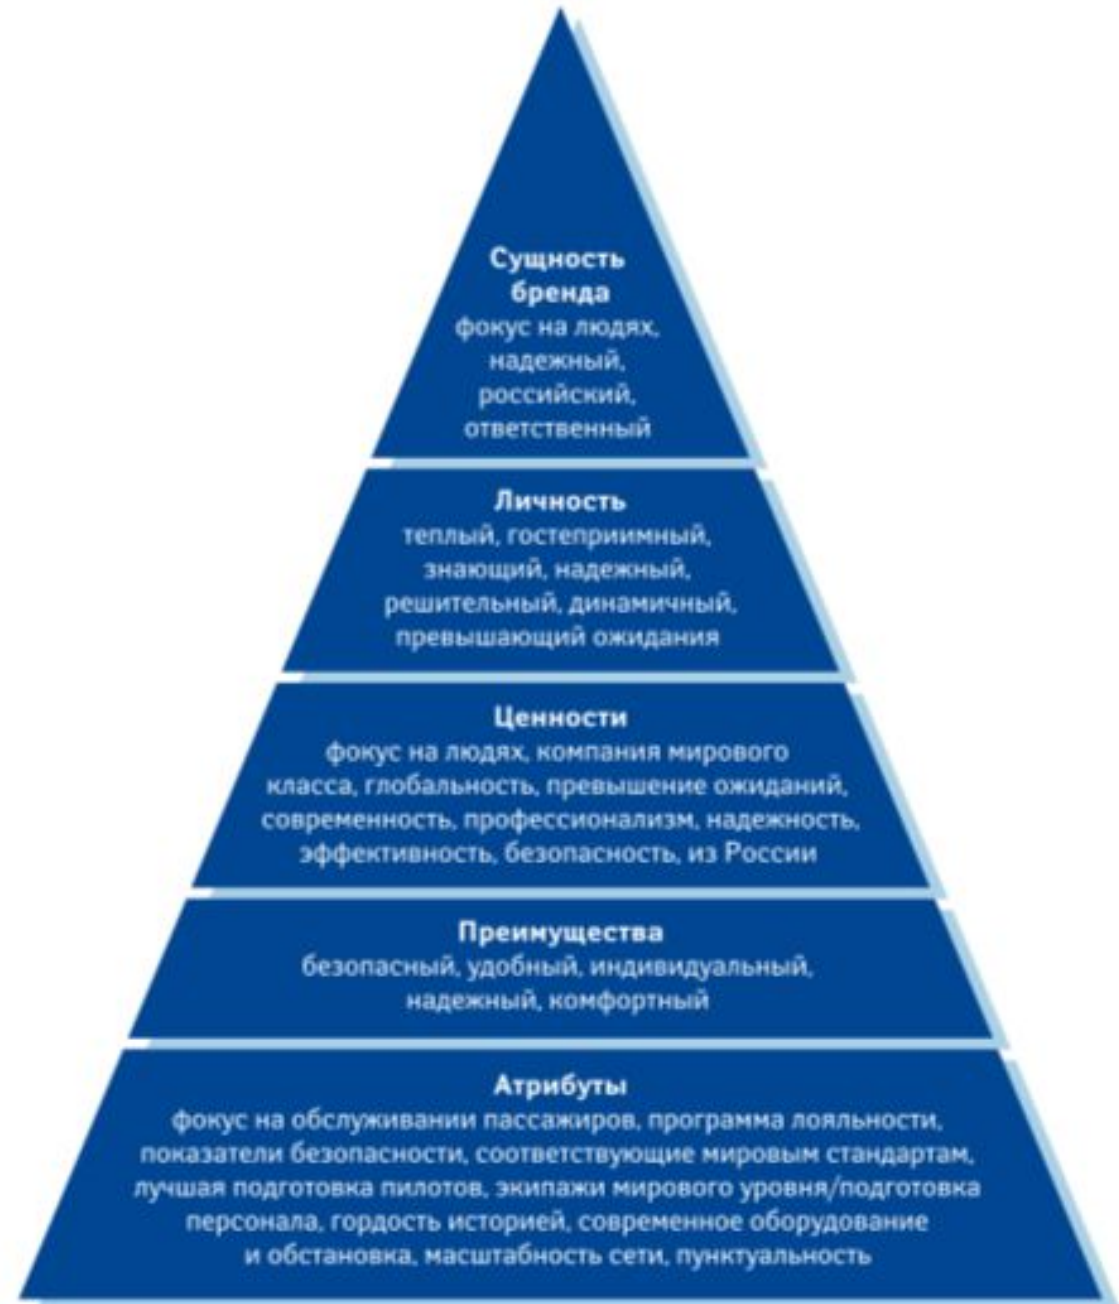 Сущность
бренда
фокус на людях,
надежный,
российский,
ответственный
Личность
теплый, гостеприимный,
знающий, надежный,
решительный, динамичный,
превышающий ожидания
Ценности
фокус на людях, компания мирового
класса, глобальность, превышение ожиданий,
современность, профессионализм, надежность,
эффективность, безопасность, из России
Преимущества
безопасный, удобный, индивидуальный,
надежный, комфортный
Атрибуты
фокус на обслуживании пассажиров, программа лояльности,
показатели безопасности, соответствующие мировым стандартам,
лучшая подготовка пилотов, экипажи мирового уровня/подготовка
персонала, гордость историей, современное оборудование
и обстановка, масштабность сети, пунктуальность